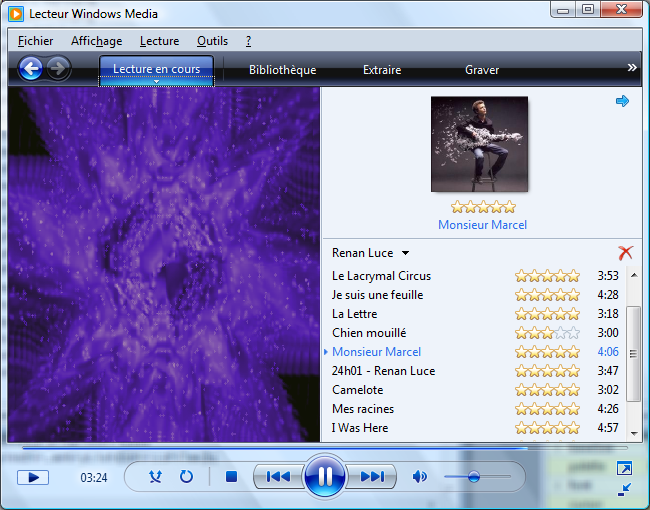 Lecteur Windows Media
Fichier Affichage Lecture Outils ?
Lecture en cours Bibliothèque Extraire Graver »
Monsieur Marcel
Renan Luce
Le Lacrymal Circus 3:53
Je suis une feuille 4:28
La Lettre 3:18
Chien mouillé 3:00
Monsieur Marcel 4:06
24h01 - Renan Luce 3:47
Camelote 3:02
Mes racines 4:26
I Was Here 4:57
03:24